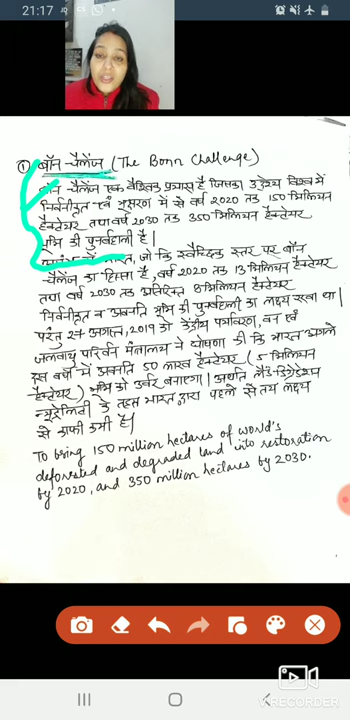 21:17
① बॉन चैलेंज (The Bonn Challenge)
बॉन चैलेंज एक वैश्विक प्रयास है जिसका उद्देश्य विश्व में
निर्वनीकृत एवं भूक्षरण में से वर्ष 2020 तक 150 मिलियन
हैक्टेयर तथा वर्ष 2030 तक 350 मिलियन हैक्टेयर
भूमि की पुनर्बहाली है।
भारत, जो कि स्वैच्छिक स्तर पर बॉन
चैलेंज का हिस्सा है, वर्ष 2020 तक 13 मिलियन हैक्टेयर
तथा वर्ष 2030 तक अतिरिक्त 8 मिलियन हैक्टेयर
निर्वनीकृत व अवनति भूमि की पुनर्बहाली का लक्ष्य रखा था।
परंतु 27 अगस्त, 2019 को केंद्रीय पर्यावरण, वन एवं
जलवायु परिवर्तन मंत्रालय ने घोषणा की कि भारत अगले
दस वर्षों में अवनति 50 लाख हैक्टेयर (5 मिलियन
हैक्टेयर) भूमि को उर्वर बनाएगा। अर्थात लैंड डिग्रेडेशन
न्यूट्रेलिटी के तहत भारत द्वारा पहले से तय लक्ष्य
से काफी कमी है।
To bring 150 million hectares of world's
deforested and degraded land into restoration
by 2020, and 350 million hectares by 2030.
V RECORDER